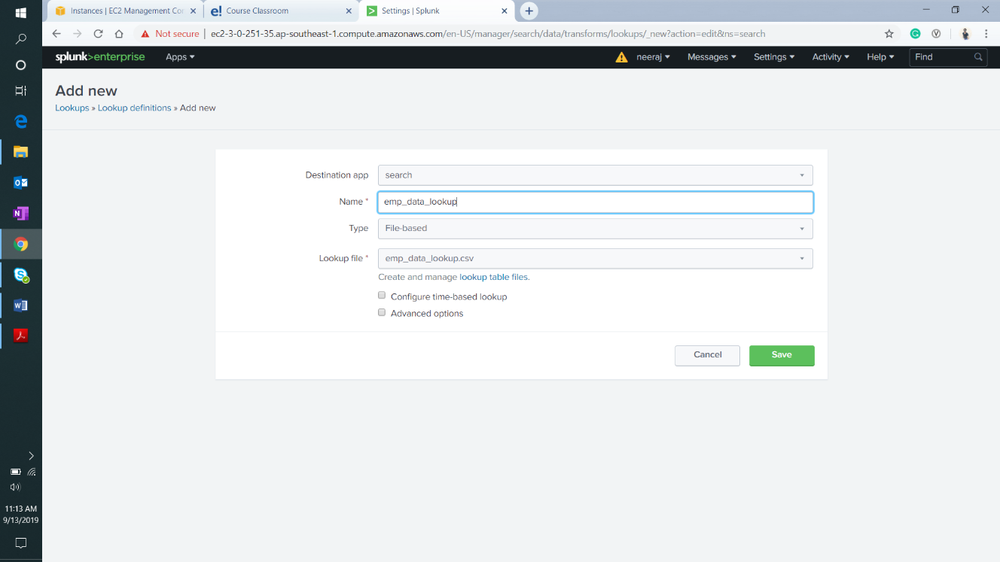 Instances | EC2 Management Cor
Course Classroom
Settings | Splunk
Not secure | ec2-3-0-251-35.ap-southeast-1.compute.amazonaws.com/en-US/manager/search/data/transforms/lookups/_new?action=edit&ns=search
splunk>enterprise Apps
neeraj Messages Settings Activity Help Find
Add new
Lookups » Lookup definitions » Add new
Destination app search
Name * emp_data_lookup
Type File-based
Lookup file * emp_data_lookup.csv
Create and manage lookup table files.
Configure time-based lookup
Advanced options
Cancel Save
11:13 AM
9/13/2019